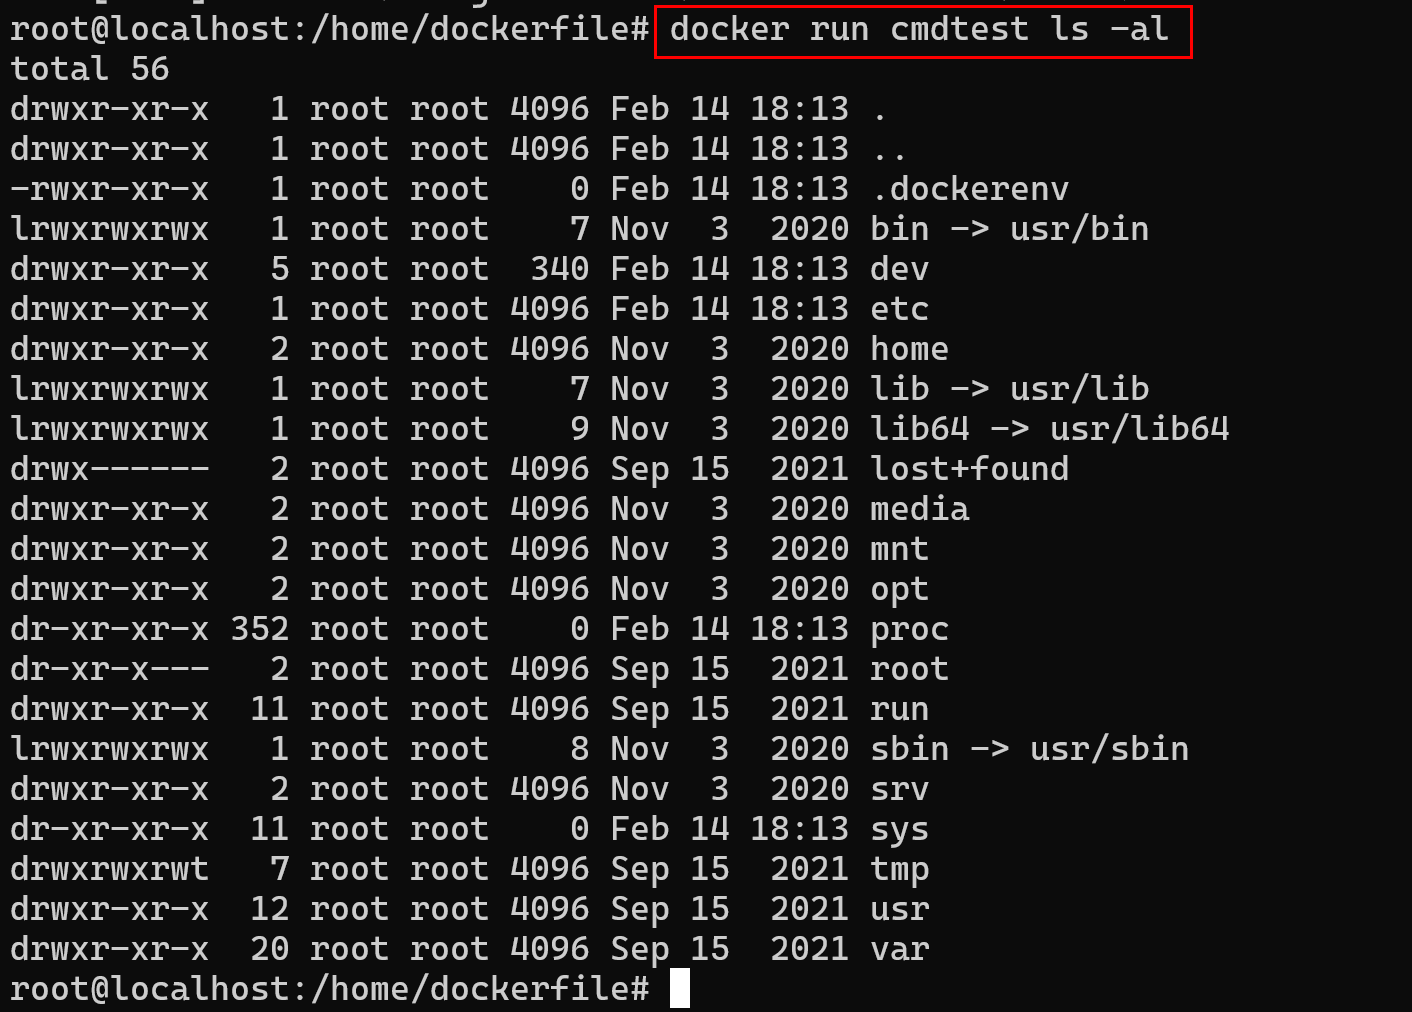 root@localhost:/home/dockerfile# docker run cmdtest ls -al
total 56
drwxr-xr-x   1 root root 4096 Feb 14 18:13 .
drwxr-xr-x   1 root root 4096 Feb 14 18:13 ..
-rwxr-xr-x   1 root root    0 Feb 14 18:13 .dockerenv
lrwxrwxrwx   1 root root    7 Nov  3  2020 bin -> usr/bin
drwxr-xr-x   5 root root  340 Feb 14 18:13 dev
drwxr-xr-x   1 root root 4096 Feb 14 18:13 etc
drwxr-xr-x   2 root root 4096 Nov  3  2020 home
lrwxrwxrwx   1 root root    7 Nov  3  2020 lib -> usr/lib
lrwxrwxrwx   1 root root    9 Nov  3  2020 lib64 -> usr/lib64
drwx------   2 root root 4096 Sep 15  2021 lost+found
drwxr-xr-x   2 root root 4096 Nov  3  2020 media
drwxr-xr-x   2 root root 4096 Nov  3  2020 mnt
drwxr-xr-x   2 root root 4096 Nov  3  2020 opt
dr-xr-xr-x 352 root root    0 Feb 14 18:13 proc
dr-xr-x---   2 root root 4096 Sep 15  2021 root
drwxr-xr-x  11 root root 4096 Sep 15  2021 run
lrwxrwxrwx   1 root root    8 Nov  3  2020 sbin -> usr/sbin
drwxr-xr-x   2 root root 4096 Nov  3  2020 srv
dr-xr-xr-x  11 root root    0 Feb 14 18:13 sys
drwxrwxrwt   7 root root 4096 Sep 15  2021 tmp
drwxr-xr-x  12 root root 4096 Sep 15  2021 usr
drwxr-xr-x  20 root root 4096 Sep 15  2021 var
root@localhost:/home/dockerfile#